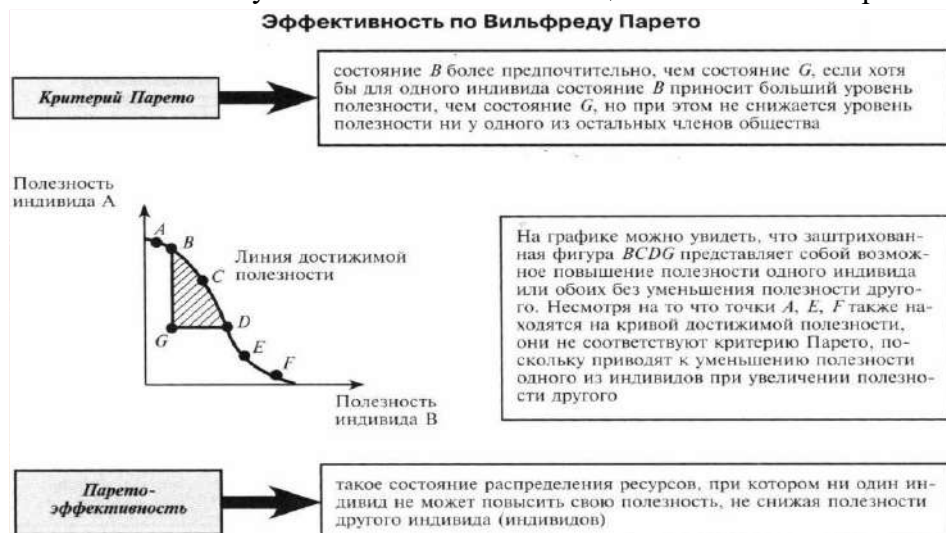 Эффективность по Вильфреду Парето
Критерий Парето
состояние B более предпочтительно, чем состояние G, если хотя
бы для одного индивида состояние B приносит больший уровень
полезности, чем состояние G, но при этом не снижается уровень
полезности ни у одного из остальных членов общества
Полезность
индивида А
A
B
Линия достижимой
полезности
C
G
D
E
F
Полезность
индивида В
На графике можно увидеть, что заштрихован-
ная фигура BCDG представляет собой возмож-
ное повышение полезности одного индивида
или обоих без уменьшения полезности друго-
го. Несмотря на то что точки A, E, F также на-
ходятся на кривой достижимой полезности,
они не соответствуют критерию Парето, по-
скольку приводят к уменьшению полезности
одного из индивидов при увеличении полезно-
сти другого
Парето-
эффективность
такое состояние распределения ресурсов, при котором ни один ин-
дивид не может повысить свою полезность, не снижая полезности
другого индивида (индивидов)